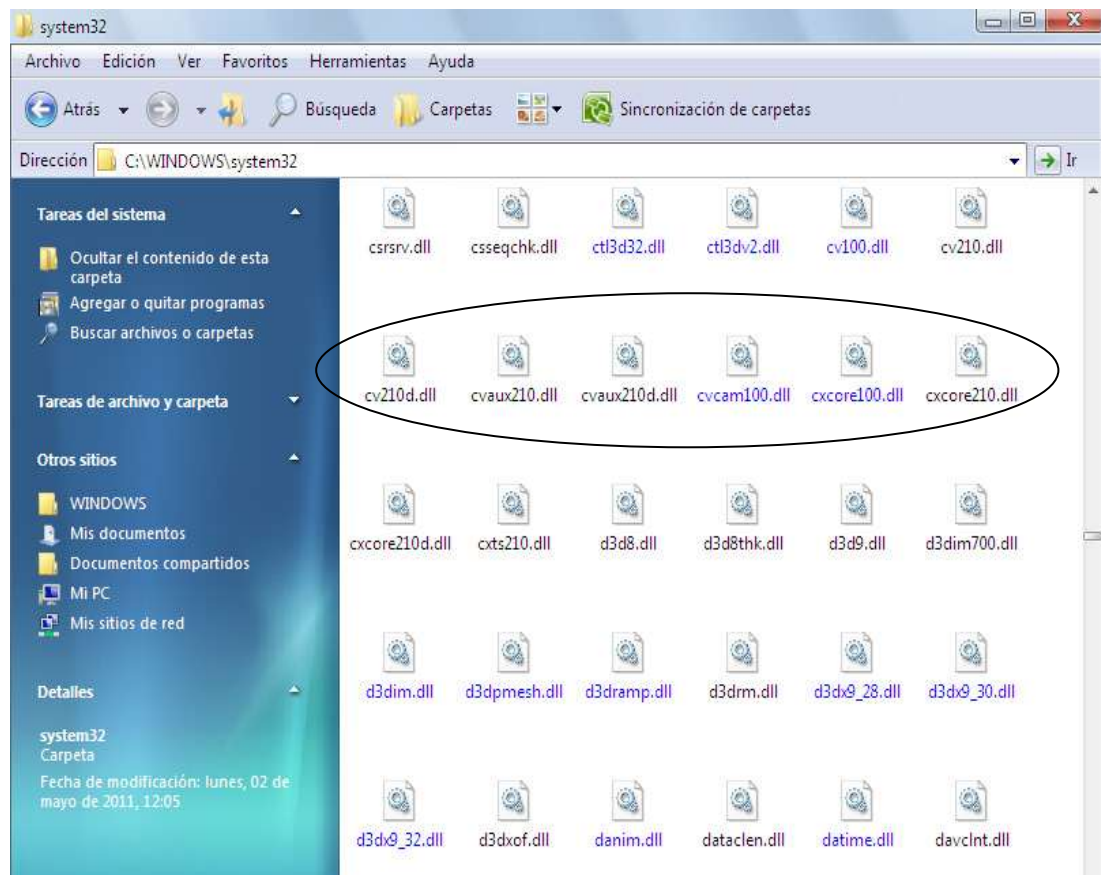 system32
Archivo Edición Ver Favoritos Herramientas Ayuda
Atrás Búsqueda Carpetas Sincronización de carpetas
Dirección C:\WINDOWS\system32 Ir
Tareas del sistema
Ocultar el contenido de esta
carpeta
Agregar o quitar programas
Buscar archivos o carpetas
Tareas de archivo y carpeta
Otros sitios
WINDOWS
Mis documentos
Documentos compartidos
Mi PC
Mis sitios de red
Detalles
system32
Carpeta
Fecha de modificación: lunes, 02 de
mayo de 2011, 12:05
csrsrv.dll csseqchk.dll ctl3d32.dll ctl3dv2.dll cv100.dll cv210.dll
cv210d.dll cvaux210.dll cvaux210d.dll cvcam100.dll cxcore100.dll cxcore210.dll
cxcore210d.dll cxts210.dll d3d8.dll d3d8thk.dll d3d9.dll d3dim700.dll
d3dim.dll d3dpmesh.dll d3dramp.dll d3drm.dll d3dx9_28.dll d3dx9_30.dll
d3dx9_32.dll d3dxof.dll danim.dll dataclen.dll datime.dll davclnt.dll